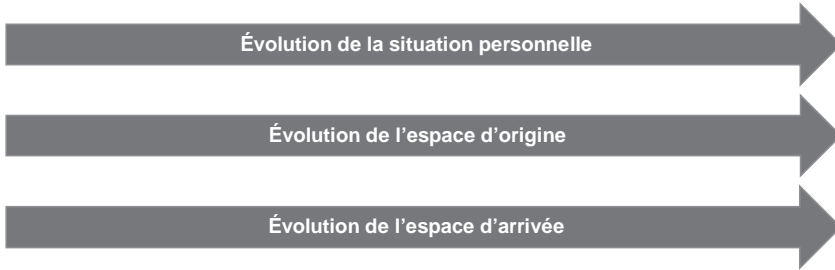 Évolution de la situation personnelle
Évolution de l’espace d’origine
Évolution de l’espace d’arrivée